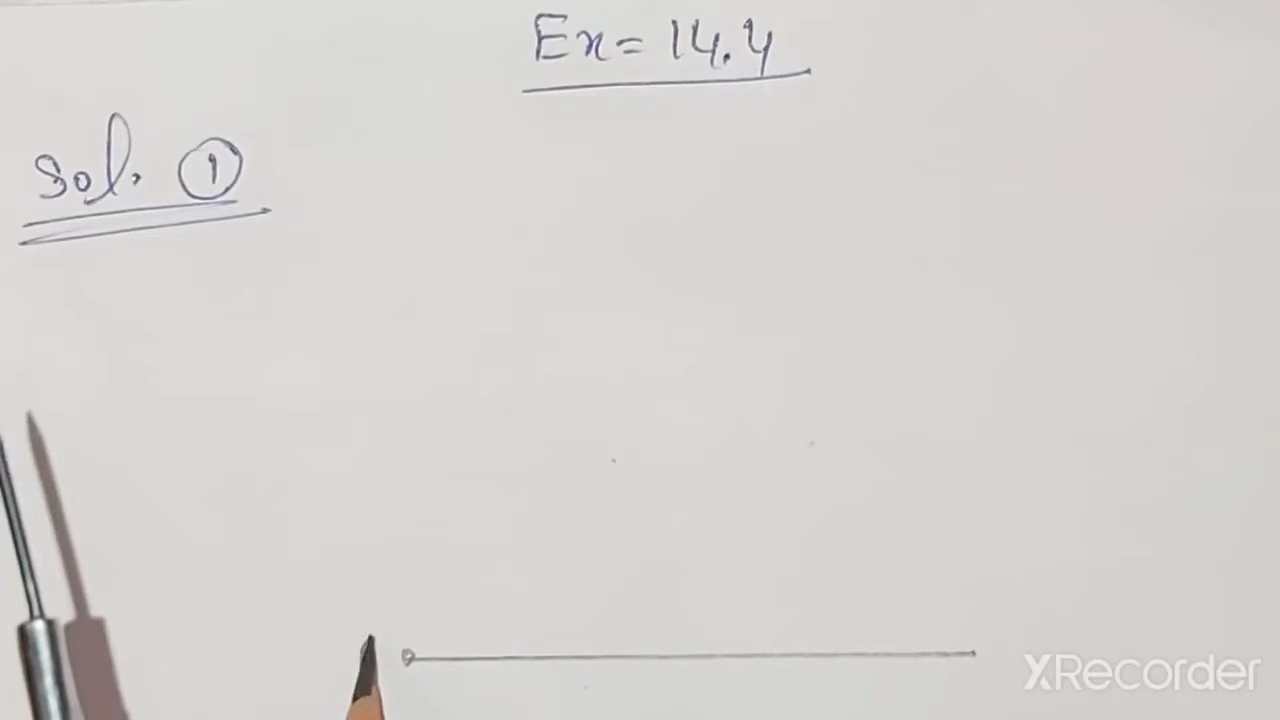 Ex = 14.4
Sol. ①
XRecorder